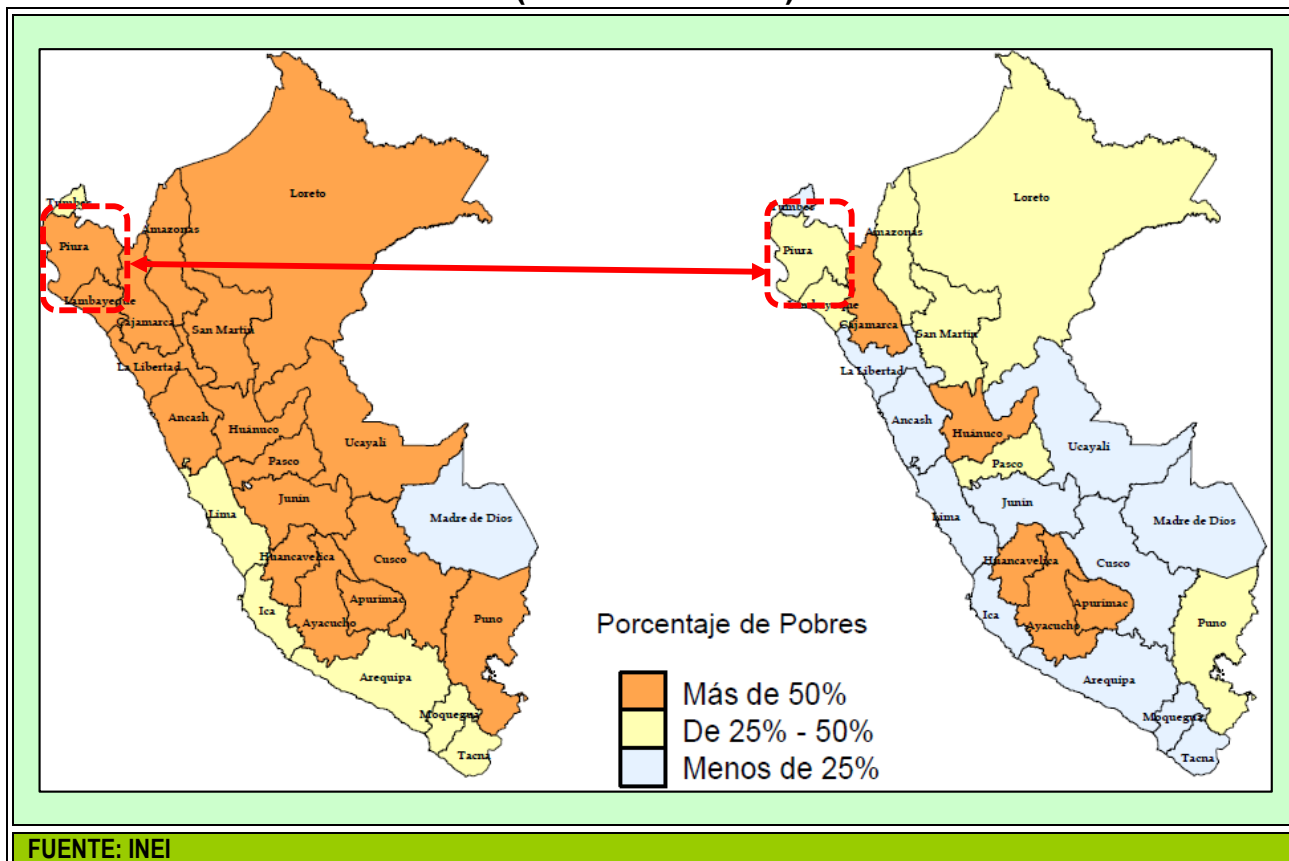 Loreto
Tumbes
Amazonas
Piura
Lambayeque
Cajamarca
San Martin
La Libertad
Ancash
Huánuco
Ucayali
Pasco
Junin
Lima
Madre de Dios
Huancavelica
Cusco
Ica
Apurimac
Ayacucho
Puno
Arequipa
Moquegua
Tacna
Loreto
Tumbes
Amazonas
Piura
Lambayeque
Cajamarca
San Martin
La Libertad
Ancash
Huánuco
Ucayali
Pasco
Junin
Lima
Madre de Dios
Huancavelica
Cusco
Ica
Apurimac
Ayacucho
Puno
Arequipa
Moquegua
Tacna
Porcentaje de Pobres
Más de 50%
De 25% - 50%
Menos de 25%
FUENTE: INEI